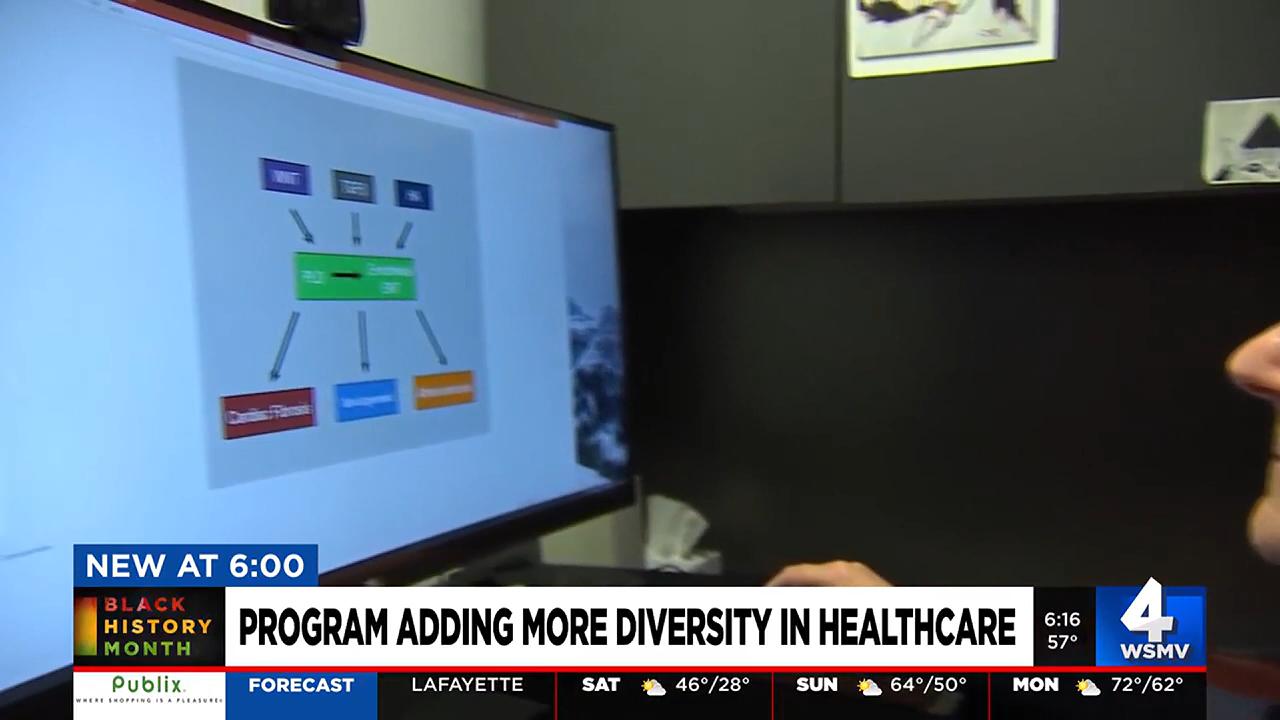 NEW AT 6:00
BLACK
HISTORY
MONTH
PROGRAM ADDING MORE DIVERSITY IN HEALTHCARE
6:16
57°
4
WSMV
Publix.
WHERE SHOPPING IS A PLEASURE
FORECAST
LAFAYETTE
SAT 46°/28°
SUN 64°/50°
MON 72°/62°